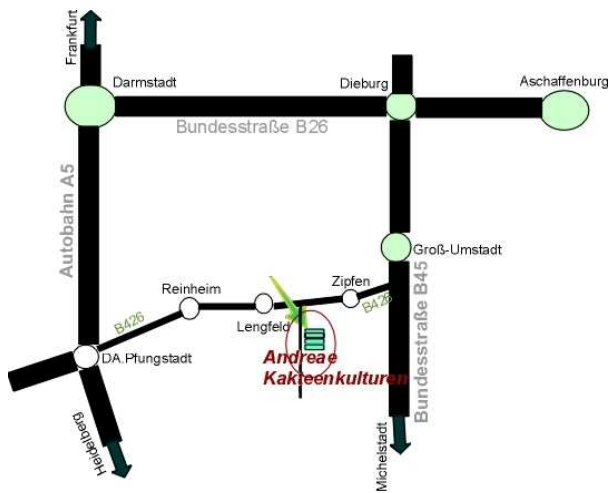 Frankfurt
Darmstadt
Dieburg
Aschaffenburg
Bundesstraße B26
Autobahn A5
Groß-Umstadt
Reinheim
Zipfen
B426
B426
Lengfeld
Bundesstraße B45
DA.Pfungstadt
Andreae
Kakteenkulturen
Heidelberg
Michelstadt